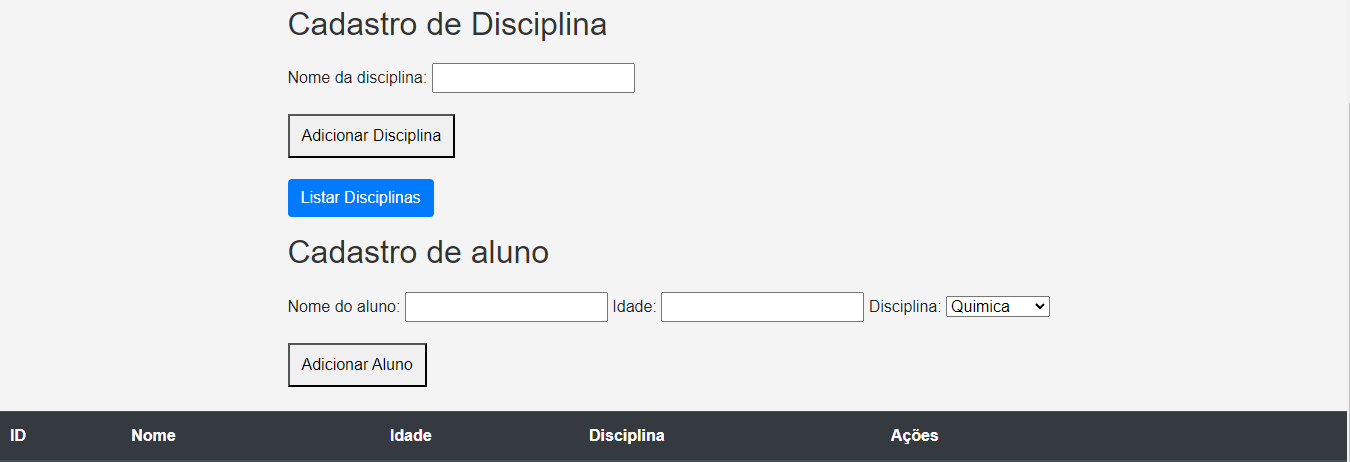 Cadastro de Disciplina
Nome da disciplina:
Adicionar Disciplina
Listar Disciplinas
Cadastro de aluno
Nome do aluno: Idade: Disciplina: Quimica
Adicionar Aluno
ID Nome Idade Disciplina Ações